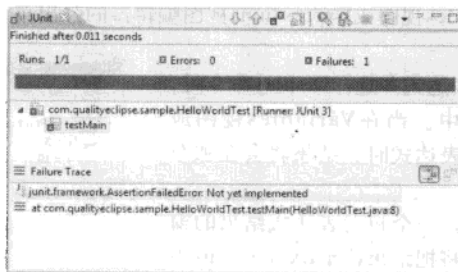 JUnit
Finished after 0.011 seconds
Runs: 1/1
Errors: 0
Failures: 1
com.qualityeclipse.sample.HelloWorldTest [Runner: JUnit 3]
testMain
Failure Trace
junit.framework.AssertionFailedError: Not yet implemented
at com.qualityeclipse.sample.HelloWorldTest.testMain(HelloWorldTest.java:8)